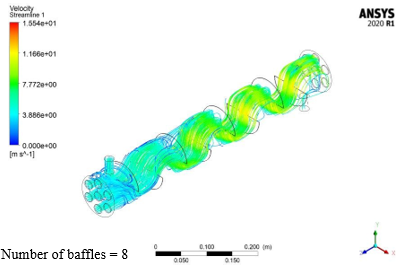 Velocity
Streamline 1
1.554e+01
1.166e+01
7.772e+00
3.886e+00
0.000e+00
[m s^-1]
ANSYS
2020 R1
Number of baffles = 8
0 0.100 0.200 (m)
0.050 0.150
Y